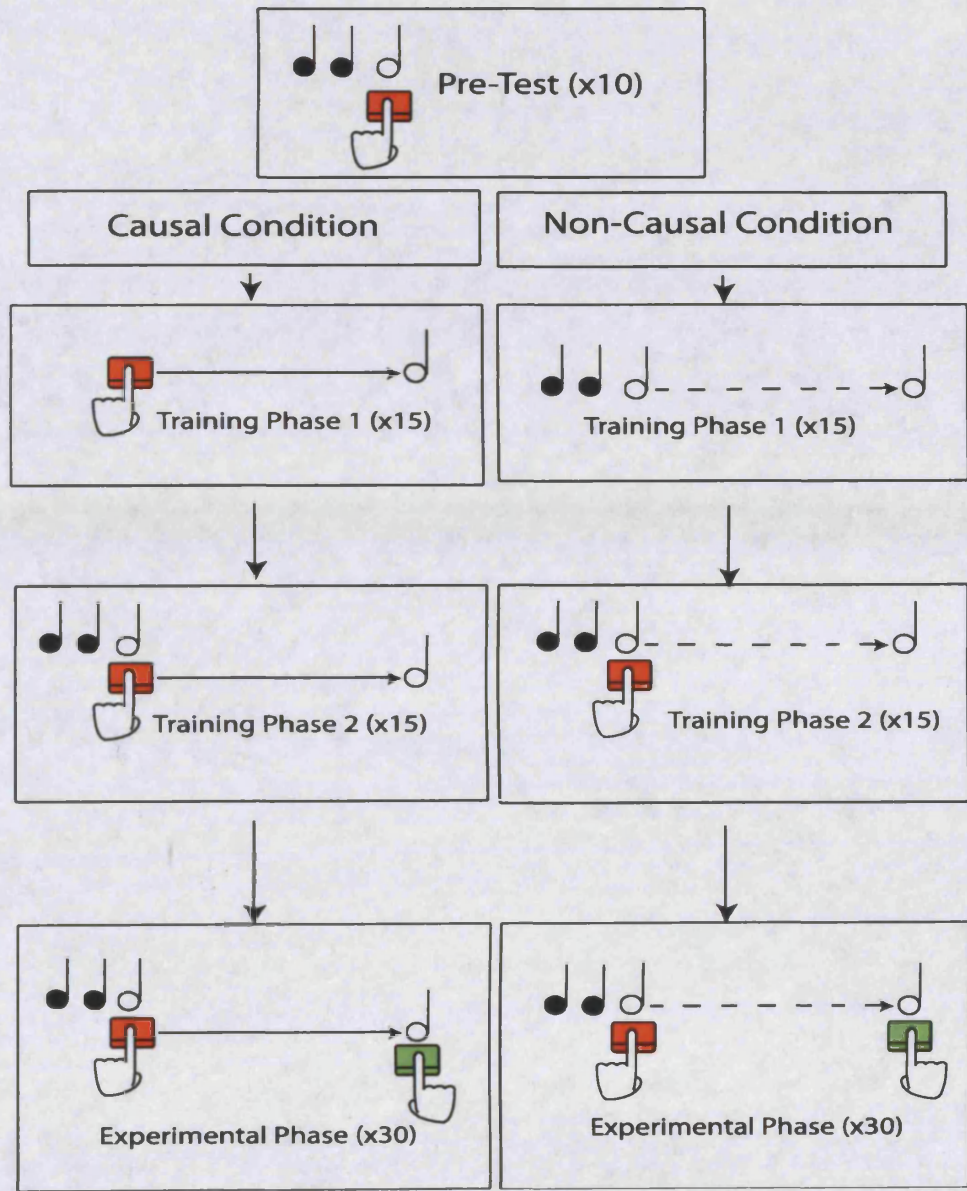 Pre-Test (x10)
Causal Condition
Non-Causal Condition
Training Phase 1 (x15)
Training Phase 1 (x15)
Training Phase 2 (x15)
Training Phase 2 (x15)
Experimental Phase (x30)
Experimental Phase (x30)